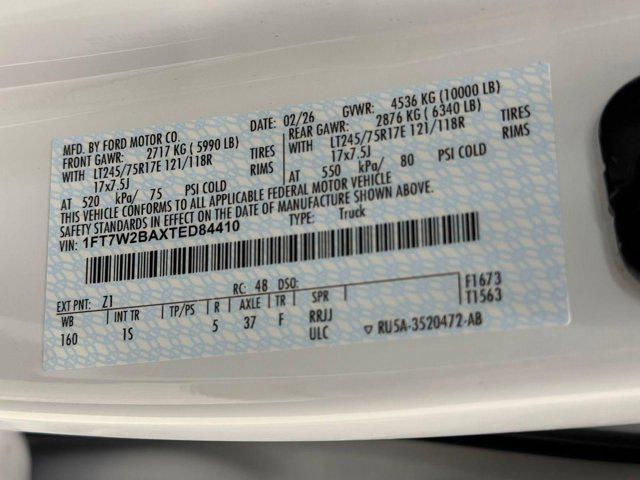 MFD. BY FORD MOTOR CO.
DATE: 02/26 GVWR: 4536 KG (10000 LB)
FRONT GAWR: 2717 KG ( 5990 LB) REAR GAWR: 2876 KG ( 6340 LB)
WITH LT245/75R17E 121/118R TIRES WITH LT245/75R17E 121/118R TIRES
17x7.5J RIMS 17x7.5J RIMS
AT 520 kPa/ 75 PSI COLD AT 550 kPa/ 80 PSI COLD
THIS VEHICLE CONFORMS TO ALL APPLICABLE FEDERAL MOTOR VEHICLE
SAFETY STANDARDS IN EFFECT ON THE DATE OF MANUFACTURE SHOWN ABOVE.
VIN: 1FT7W2BAXTED84410 TYPE: Truck
EXT PNT: Z1 RC: 48 DSO: F1673
WB INT TR TP/PS R AXLE TR SPR T1563
160 1S 5 37 F RRJJ
ULC ▽ RU5A-3520472-AB